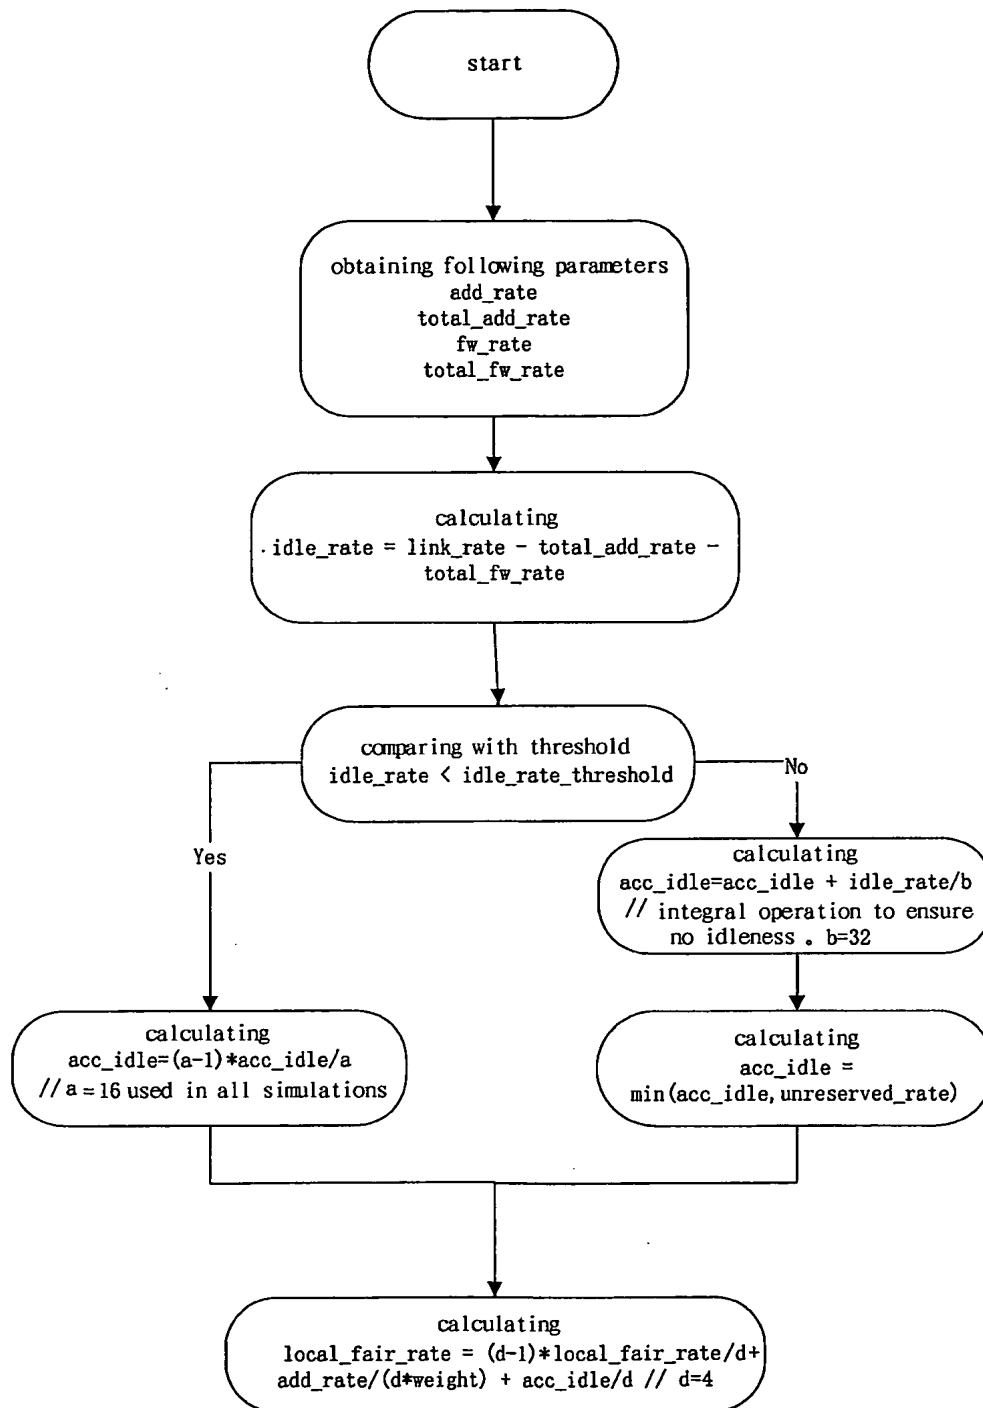 start
obtaining following parameters
add_rate
total_add_rate
fw_rate
total_fw_rate
calculating
idle_rate = link_rate - total_add_rate -
total_fw_rate
comparing with threshold
idle_rate < idle_rate_threshold
Yes
No
calculating
acc_idle=acc_idle + idle_rate/b
// integral operation to ensure
no idleness 。 b=32
calculating
acc_idle=(a-1)*acc_idle/a
//a=16 used in all simulations
calculating
acc_idle =
min(acc_idle,unreserved_rate)
calculating
local_fair_rate = (d-1)*local_fair_rate/d+
add_rate/(d*weight) + acc_idle/d // d=4